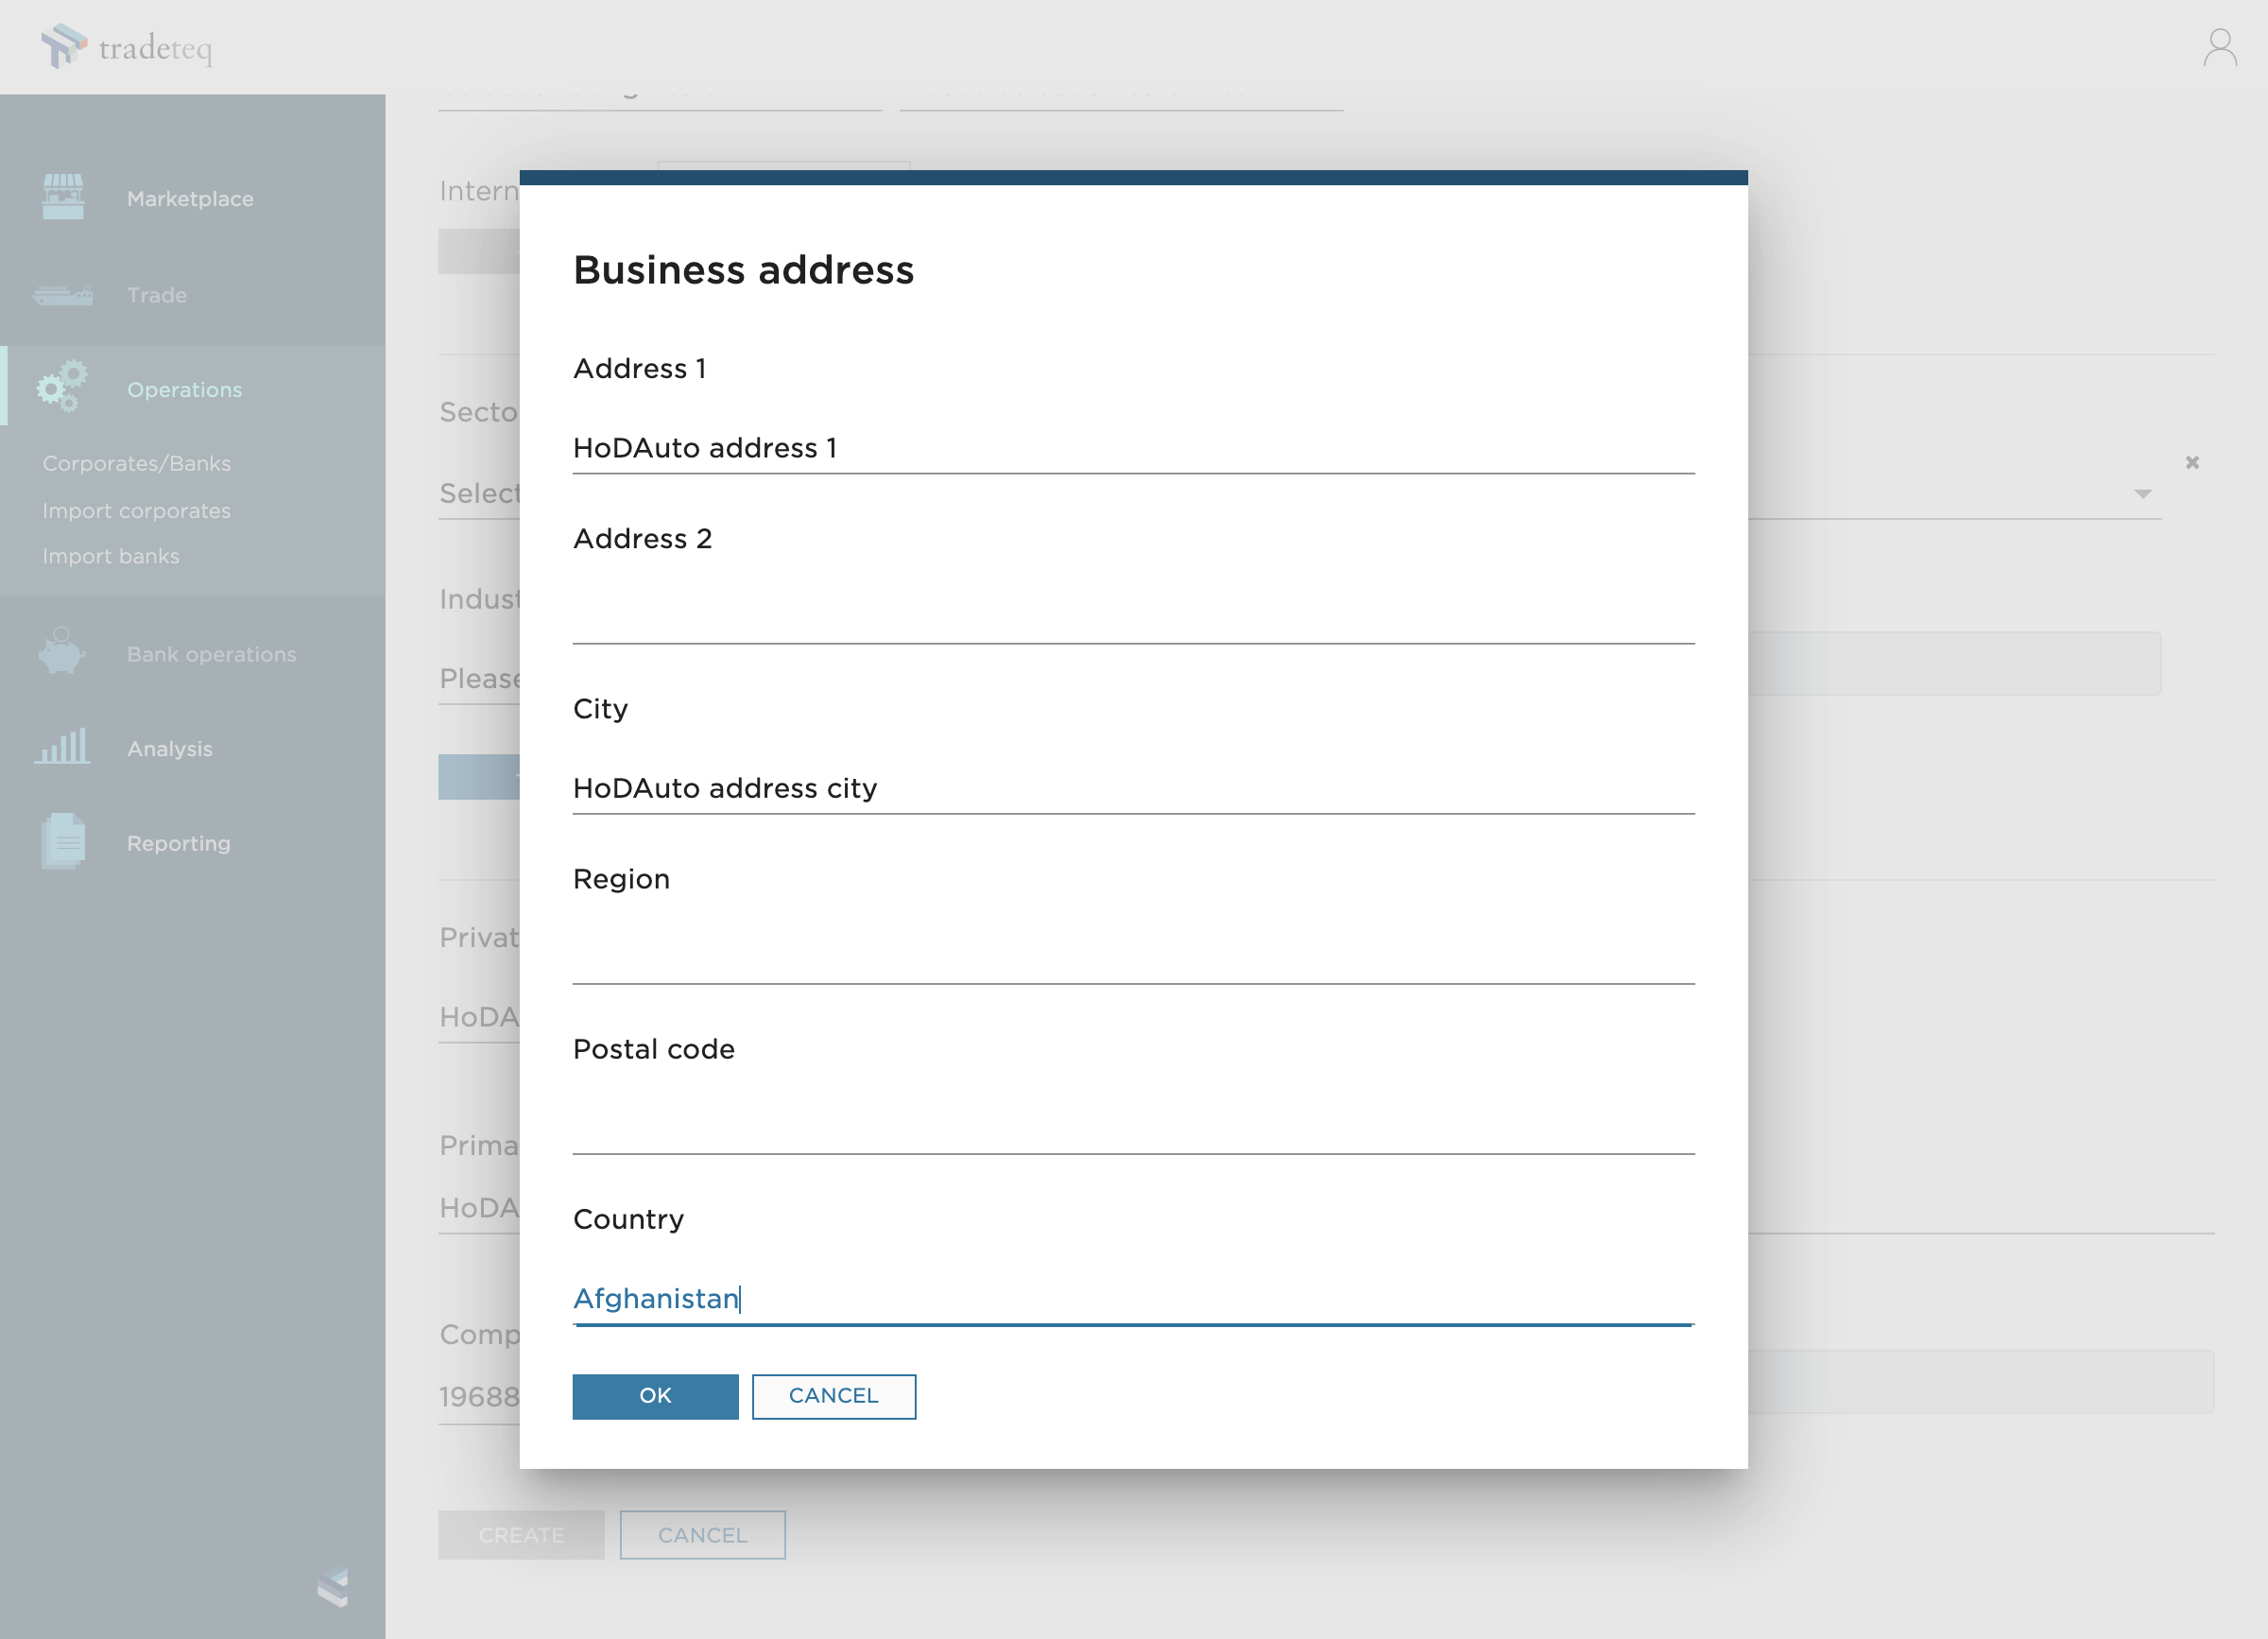 tradeteq
Marketplace
Trade
Operations
Corporates/Banks
Import corporates
Import banks
Bank operations
Analysis
Reporting
Intern
Secto
Select
Indust
Please
Privat
HoDA
Prima
HoDA
Comp
19688
CREATE
CANCEL
Business address
Address 1
HoDAuto address 1
Address 2
City
HoDAuto address city
Region
Postal code
Country
Afghanistan
OK
CANCEL